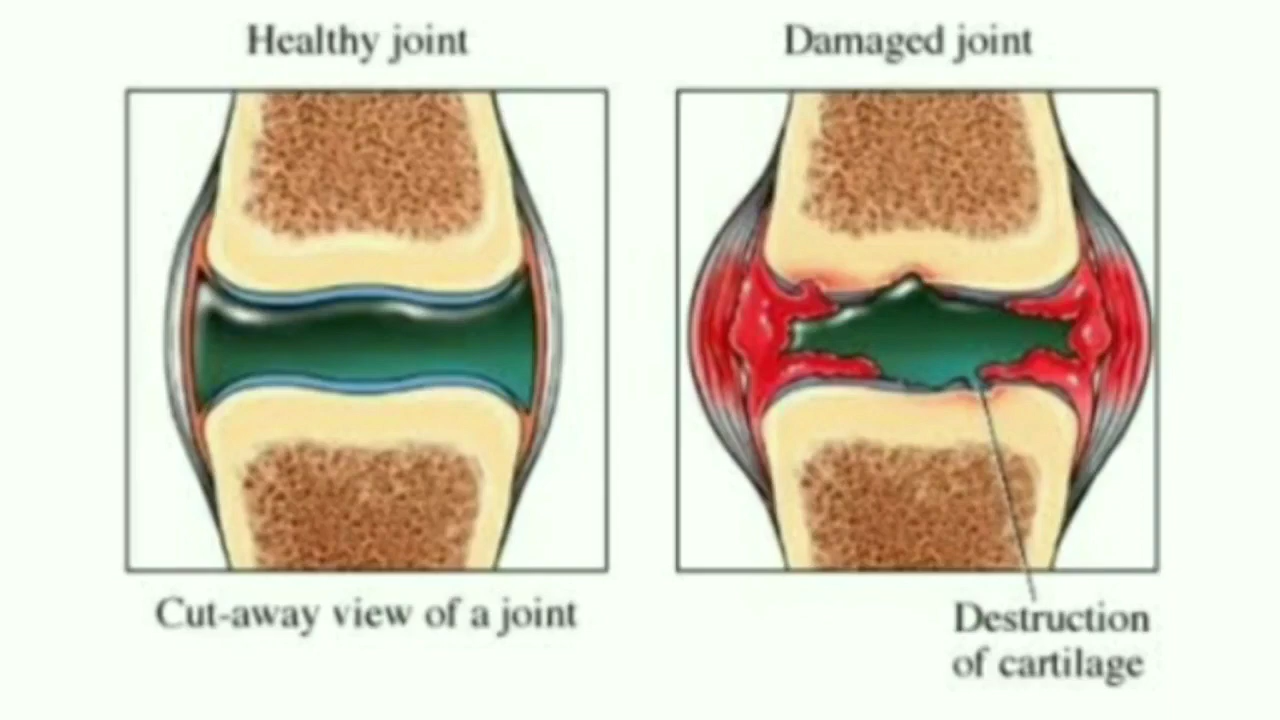 Healthy joint
Damaged joint
Cut-away view of a joint
Destruction
of cartilage